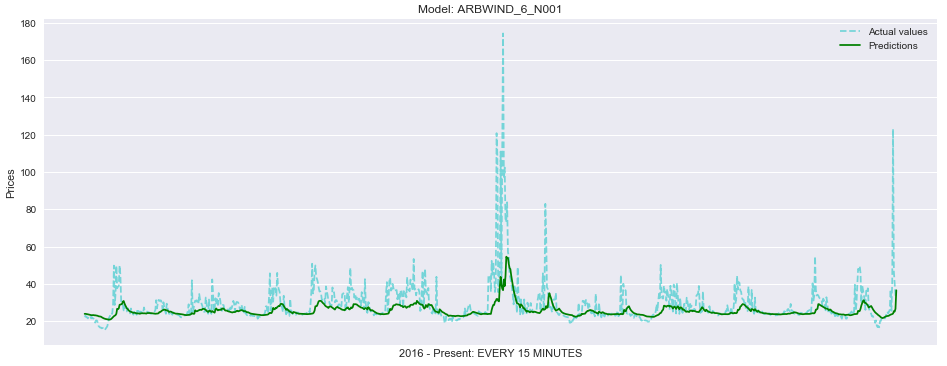 Model: ARBWIND_6_N001
180
160
140
120
100
80
60
40
20
Prices
Actual values
Predictions
2016 - Present: EVERY 15 MINUTES